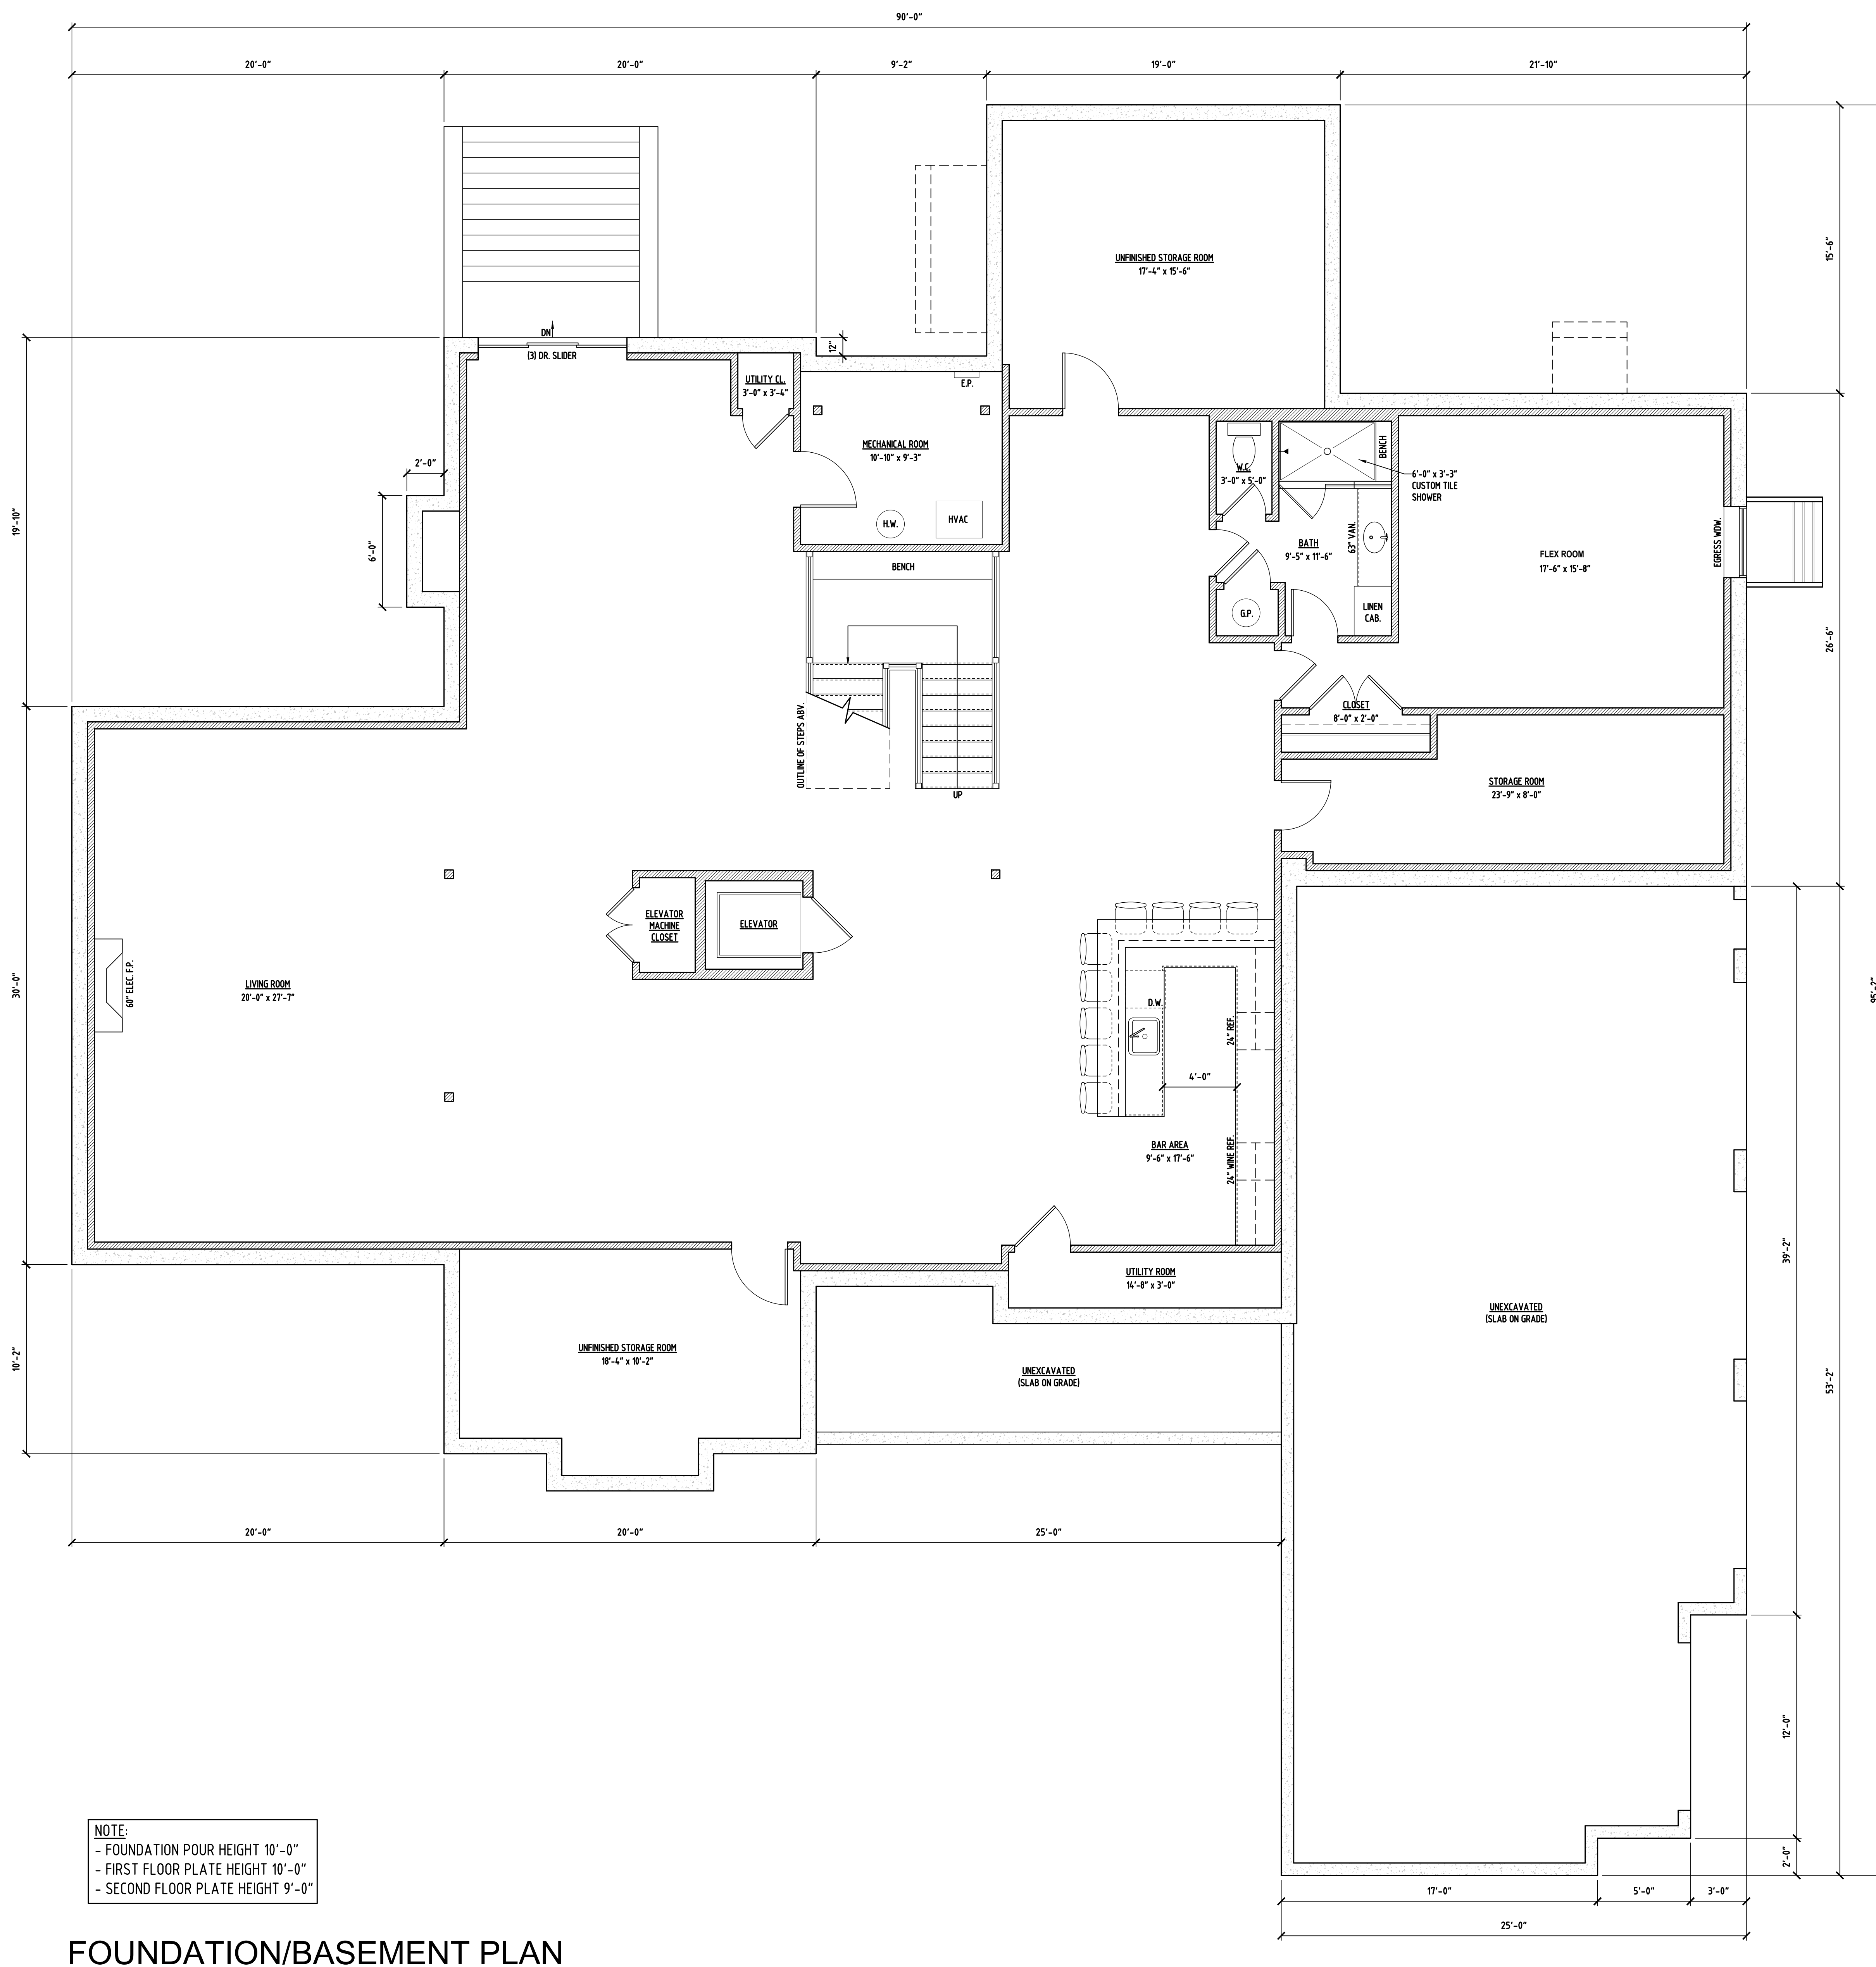 90'-0"
20'-0"
20'-0"
9'-2"
19'-0"
21'-10"
15'-6"
UNFINISHED STORAGE ROOM
17'-4" x 15'-6"
DN
(3) DR. SLIDER
12"
UTILITY CL.
3'-0" x 3'-4"
E.P.
MECHANICAL ROOM
10'-10" x 9'-3"
H.W.
HVAC
2'-0"
6'-0"
19'-10"
W.C.
3'-0" x 5'-0"
BENCH
6'-0" x 3'-3"
CUSTOM TILE
SHOWER
BATH
9'-5" x 11'-6"
63" VAN.
FLEX ROOM
17'-6" x 15'-8"
EGRESS WDW.
BENCH
G.P.
LINEN
CAB.
26'-6"
CLOSET
8'-0" x 2'-0"
OUTLINE OF STEPS ABV.
UP
STORAGE ROOM
23'-9" x 8'-0"
ELEVATOR
MACHINE
CLOSET
ELEVATOR
30'-0"
LIVING ROOM
20'-0" x 27'-7"
60" ELEC. F.P.
D.W.
24" REF.
4'-0"
BAR AREA
9'-6" x 17'-6"
24" WINE REF.
95'-2"
39'-2"
UTILITY ROOM
14'-8" x 3'-0"
UNEXCAVATED
(SLAB ON GRADE)
10'-2"
UNFINISHED STORAGE ROOM
18'-4" x 10'-2"
UNEXCAVATED
(SLAB ON GRADE)
53'-2"
20'-0"
20'-0"
25'-0"
12'-0"
2'-0"
17'-0"
5'-0"
3'-0"
25'-0"
NOTE:
- FOUNDATION POUR HEIGHT 10'-0"
- FIRST FLOOR PLATE HEIGHT 10'-0"
- SECOND FLOOR PLATE HEIGHT 9'-0"
FOUNDATION/BASEMENT PLAN